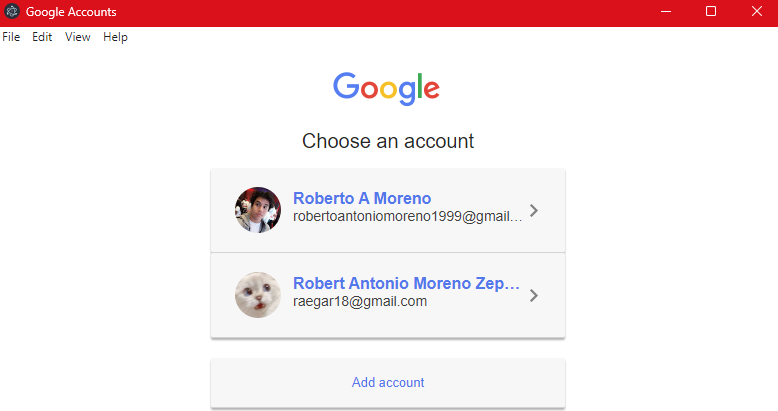 Google Accounts
File Edit View Help
Google
Choose an account
Roberto A Moreno
robertoantoniomoreno1999@gmail...
Robert Antonio Moreno Zep...
raegar18@gmail.com
Add account